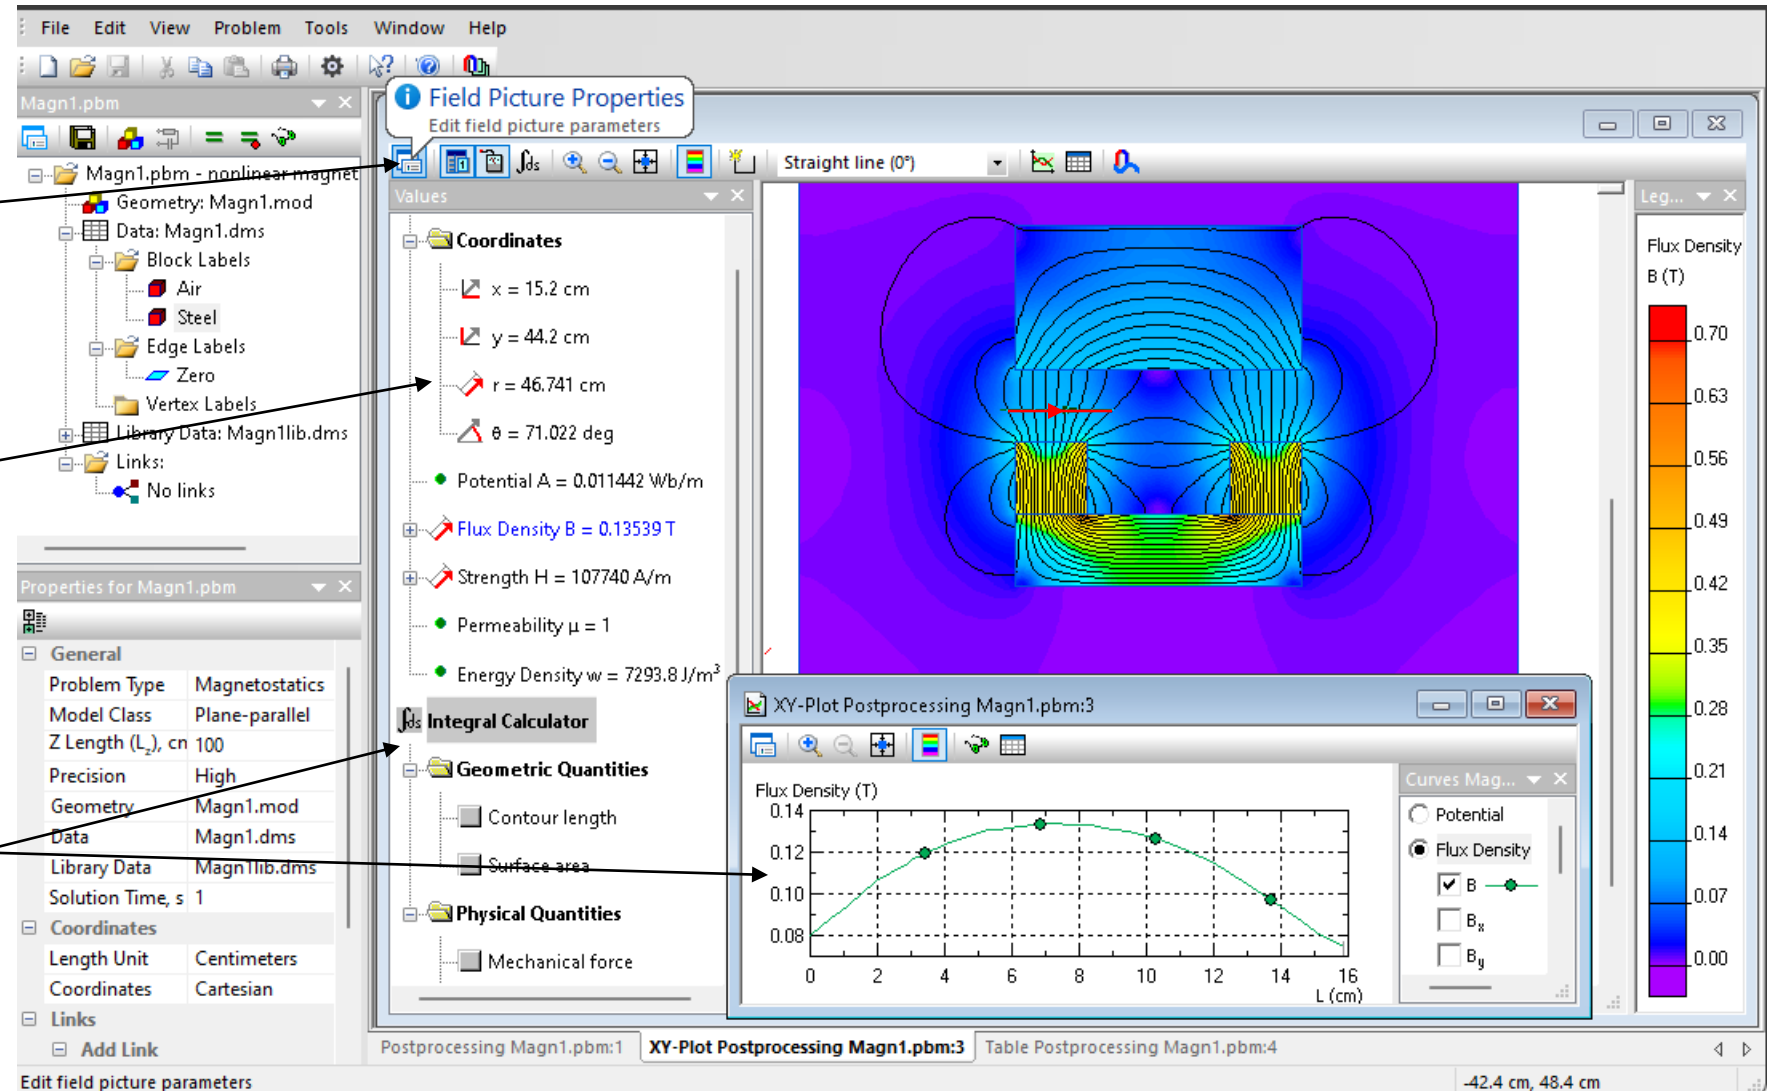 File Edit View Problem Tools Window Help
Magn1.pbm
Field Picture Properties
Edit field picture parameters
Straight line (0°)
Magn1.pbm - nonlinear magnet
Geometry: Magn1.mod
Data: Magn1.dms
Block Labels
Air
Steel
Edge Labels
Zero
Vertex Labels
Library Data: Magn1lib.dms
Links:
No links
Properties for Magn1.pbm
General
Problem Type Magnetostatics
Model Class Plane-parallel
Z Length (Lz), cm 100
Precision High
Geometry Magn1.mod
Data Magn1.dms
Library Data Magn1lib.dms
Solution Time, s 1
Coordinates
Length Unit Centimeters
Coordinates Cartesian
Links
Add Link
Values
Coordinates
x = 15.2 cm
y = 44.2 cm
r = 46.741 cm
θ = 71.022 deg
Potential A = 0.011442 Wb/m
Flux Density B = 0.13539 T
Strength H = 107740 A/m
Permeability μ = 1
Energy Density w = 7293.8 J/m³
Integral Calculator
Geometric Quantities
Contour length
Surface area
Physical Quantities
Mechanical force
Leg...
Flux Density
B (T)
0.70
0.63
0.56
0.49
0.42
0.35
0.28
0.21
0.14
0.07
0.00
XY-Plot Postprocessing Magn1.pbm:3
Flux Density (T)
0.14
0.12
0.10
0.08
0 2 4 6 8 10 12 14 16
L (cm)
Curves Mag...
Potential
Flux Density
B
Bx
By
Postprocessing Magn1.pbm:1 XY-Plot Postprocessing Magn1.pbm:3 Table Postprocessing Magn1.pbm:4
Edit field picture parameters -42.4 cm, 48.4 cm